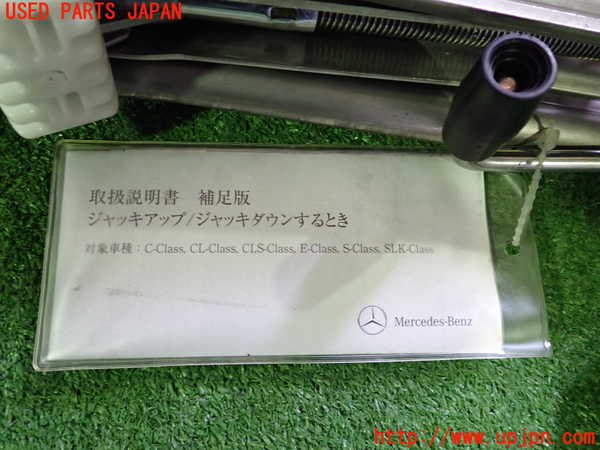 USED PARTS JAPAN
取扱説明書 補足版
ジャッキアップ/ジャッキダウンするとき
対象車種：C-Class, CL-Class, CLS-Class, E-Class, S-Class, SLK-Class
Mercedes-Benz
http://www.upjpn.com